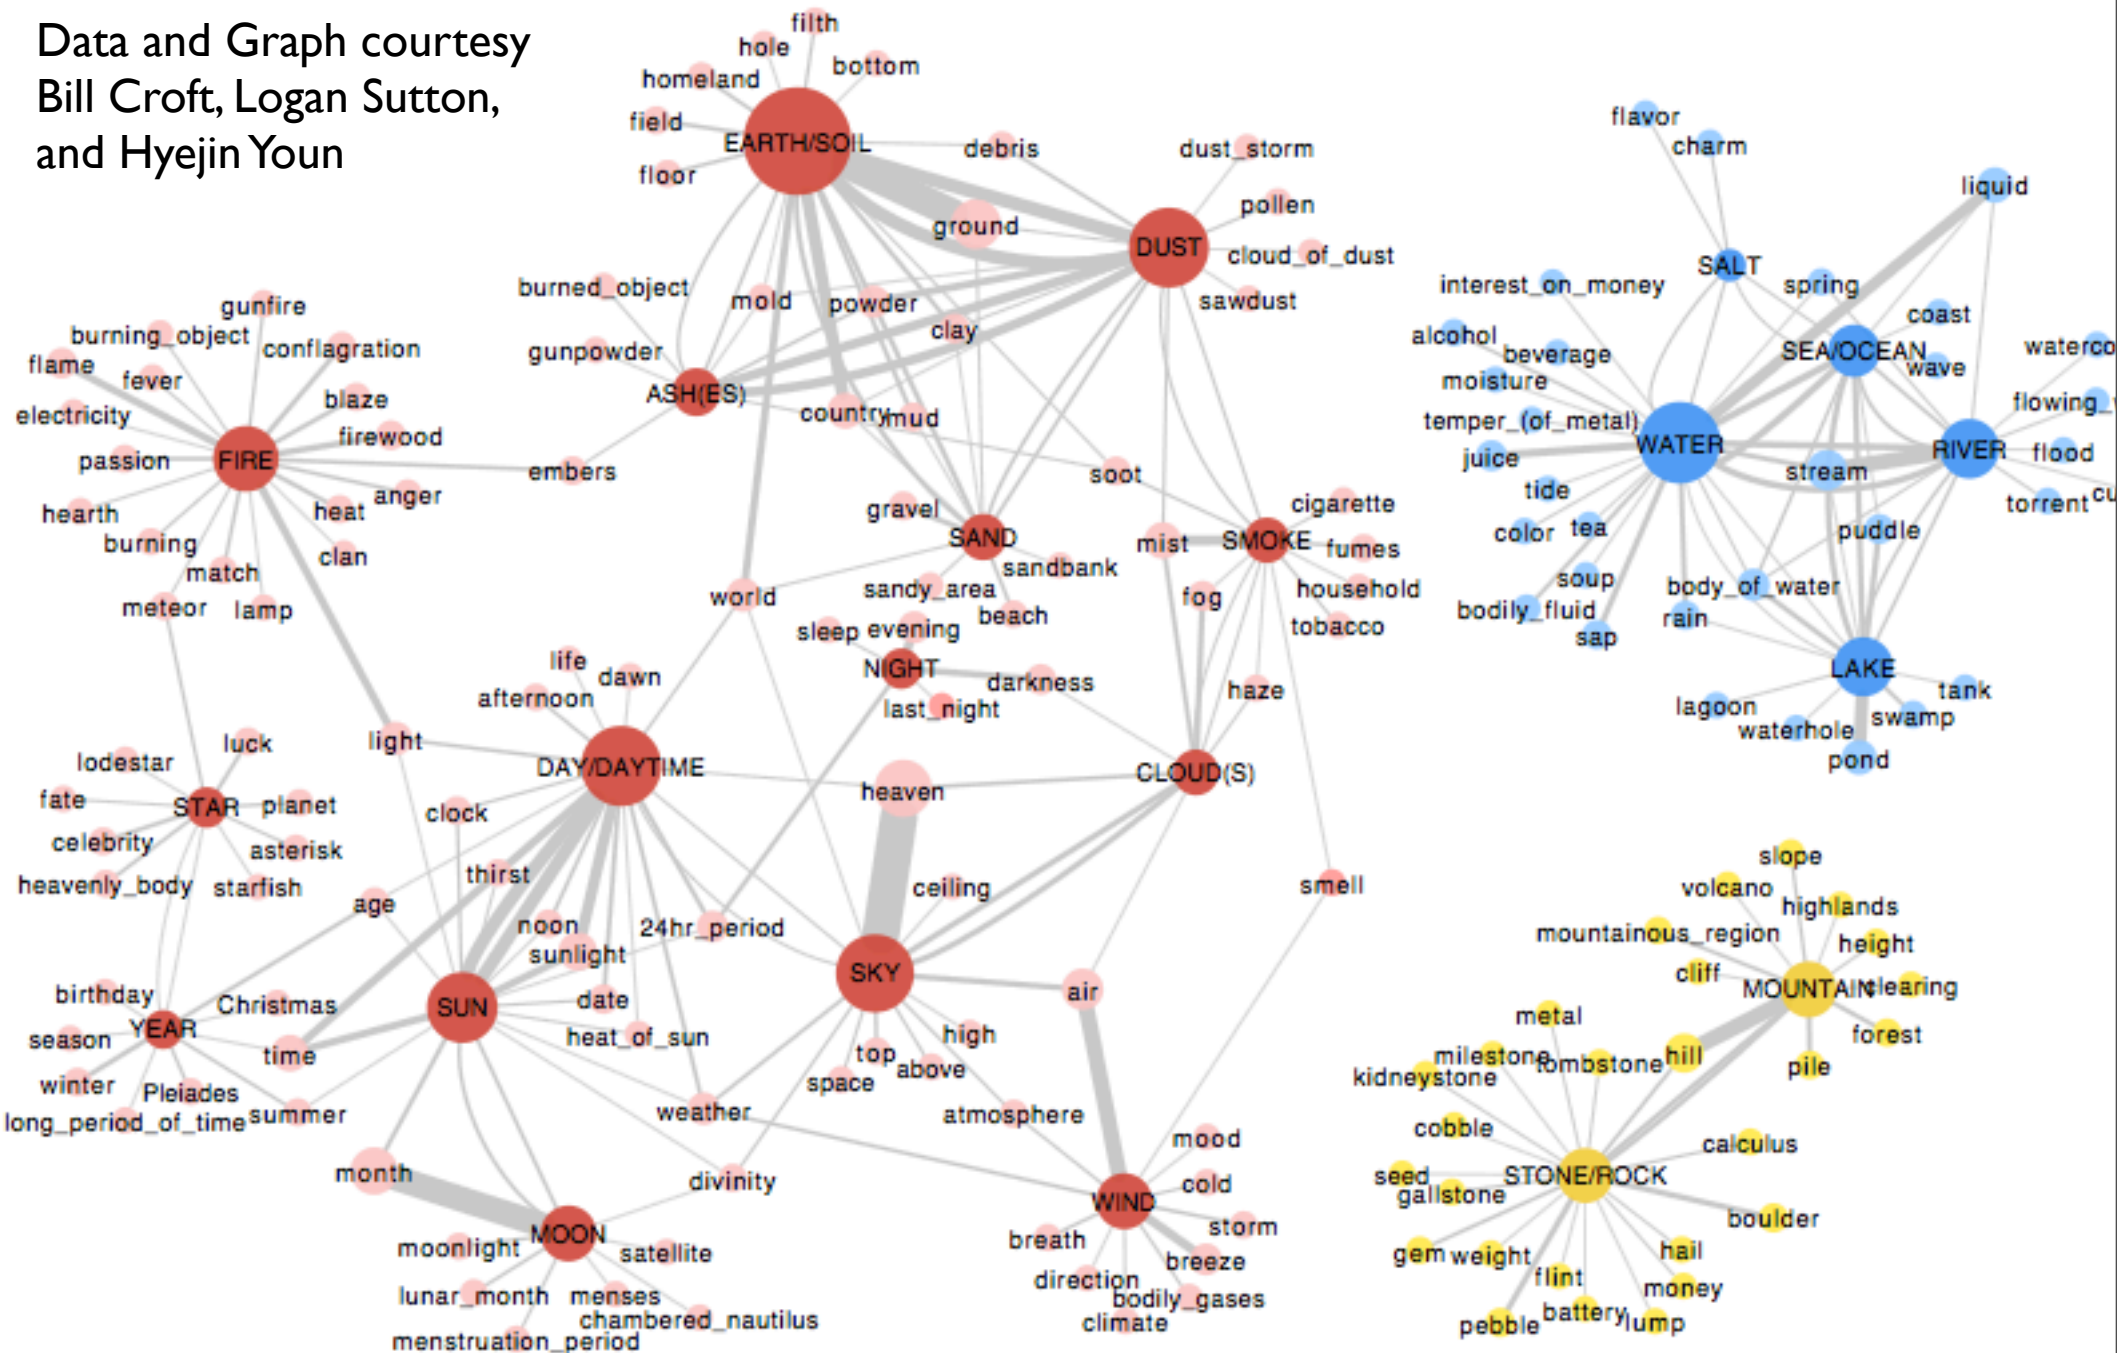 Data and Graph courtesy
Bill Croft, Logan Sutton,
and Hyejin Youn
filth
hole
bottom
homeland
field
EARTH/SOIL
floor
debris
dust_storm
pollen
ground
DUST
cloud_of_dust
sawdust
burned_object
mold
powder
clay
gunpowder
ASH(ES)
country
mud
embers
soot
gunfire
burning_object
conflagration
flame
fever
blaze
electricity
firewood
passion
FIRE
anger
hearth
heat
burning
clan
match
meteor
lamp
gravel
SAND
sandbank
sandy_area
beach
world
cigarette
mist
SMOKE
fumes
fog
household
tobacco
haze
sleep
evening
NIGHT
darkness
last_night
life
dawn
afternoon
light
DAY/DAYTIME
heaven
CLOUD(S)
clock
luck
lodestar
fate
STAR
planet
celebrity
asterisk
heavenly_body
starfish
thirst
age
noon
sunlight
24hr_period
ceiling
smell
birthday
Christmas
YEAR
season
time
winter
Pleiades
long_period_of_time
summer
SUN
date
heat_of_sun
SKY
air
high
top
above
space
weather
atmosphere
month
divinity
MOON
moonlight
satellite
lunar_month
menses
chambered_nautilus
menstruation_period
mood
cold
WIND
storm
breath
breeze
direction
bodily_gases
climate
flavor
charm
liquid
SALT
interest_on_money
spring
coast
alcohol
SEA/OCEAN
beverage
wave
waterco
moisture
flowing_
temper_(of_metal)
WATER
RIVER
flood
juice
stream
tide
torrent
cu
color
tea
puddle
soup
body_of_water
bodily_fluid
rain
sap
LAKE
tank
lagoon
swamp
waterhole
pond
slope
volcano
highlands
mountainous_region
height
cliff
MOUNTAIN
clearing
metal
forest
milestone
tombstone
hill
pile
kidneystone
cobble
calculus
seed
STONE/ROCK
gallstone
boulder
gem
weight
hail
flint
money
battery
pebble
lump